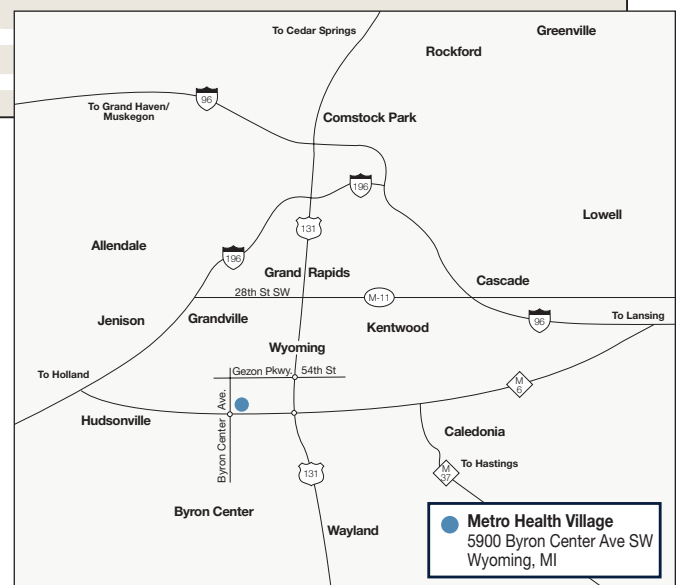 To Cedar Springs
Greenville
Rockford
96
To Grand Haven/
Muskegon
Comstock Park
196
Lowell
131
Allendale
196
Grand Rapids
Cascade
28th St SW
M-11
Jenison
Grandville
Kentwood
96
To Lansing
Wyoming
To Holland
Gezon Pkwy.
54th St
M
6
Byron Center Ave.
Hudsonville
Caledonia
To Hastings
M
37
131
Byron Center
Wayland
Metro Health Village
5900 Byron Center Ave SW
Wyoming, MI